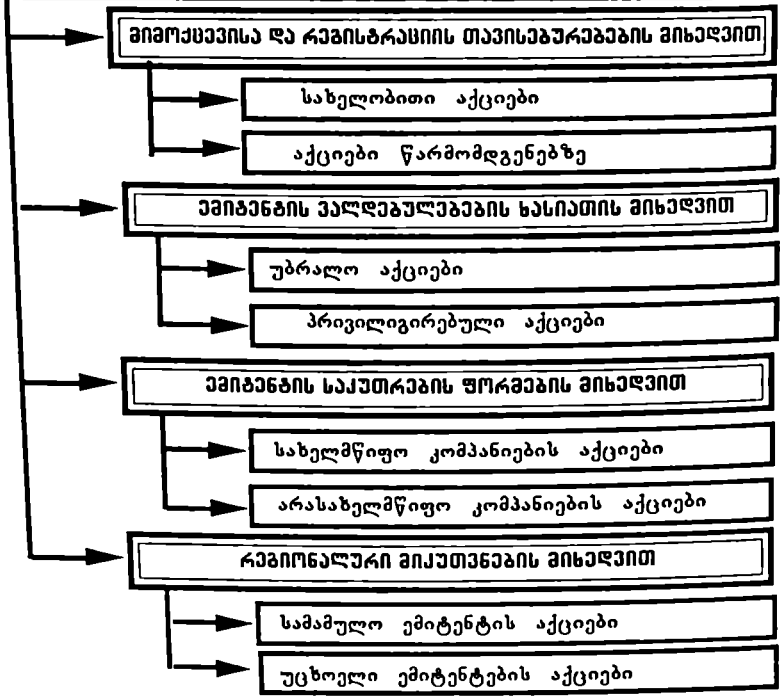 მიმოქცევისა და რეგისტრაციის თავისებურებების მიხედვით
სახელობითი აქციები
აქციები წარმომდგენებზე
ემიტენტის ვალდებულებების ხასიათის მიხედვით
უბრალო აქციები
პრივილიგირებული აქციები
ემიტენტის საკუთრების ფორმების მიხედვით
სახელმწიფო კომპანიების აქციები
არასახელმწიფო კომპანიების აქციები
რეგიონალური მიკუთვნების მიხედვით
სამამულო ემიტენტის აქციები
უცხოელი ემიტენტების აქციები